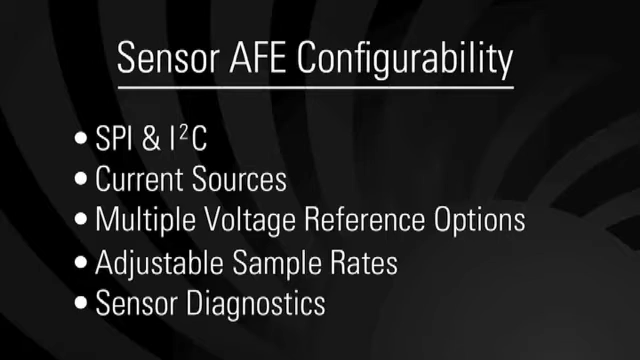 Sensor AFE Configurability
• SPI & I²C
• Current Sources
• Multiple Voltage Reference Options
• Adjustable Sample Rates
• Sensor Diagnostics